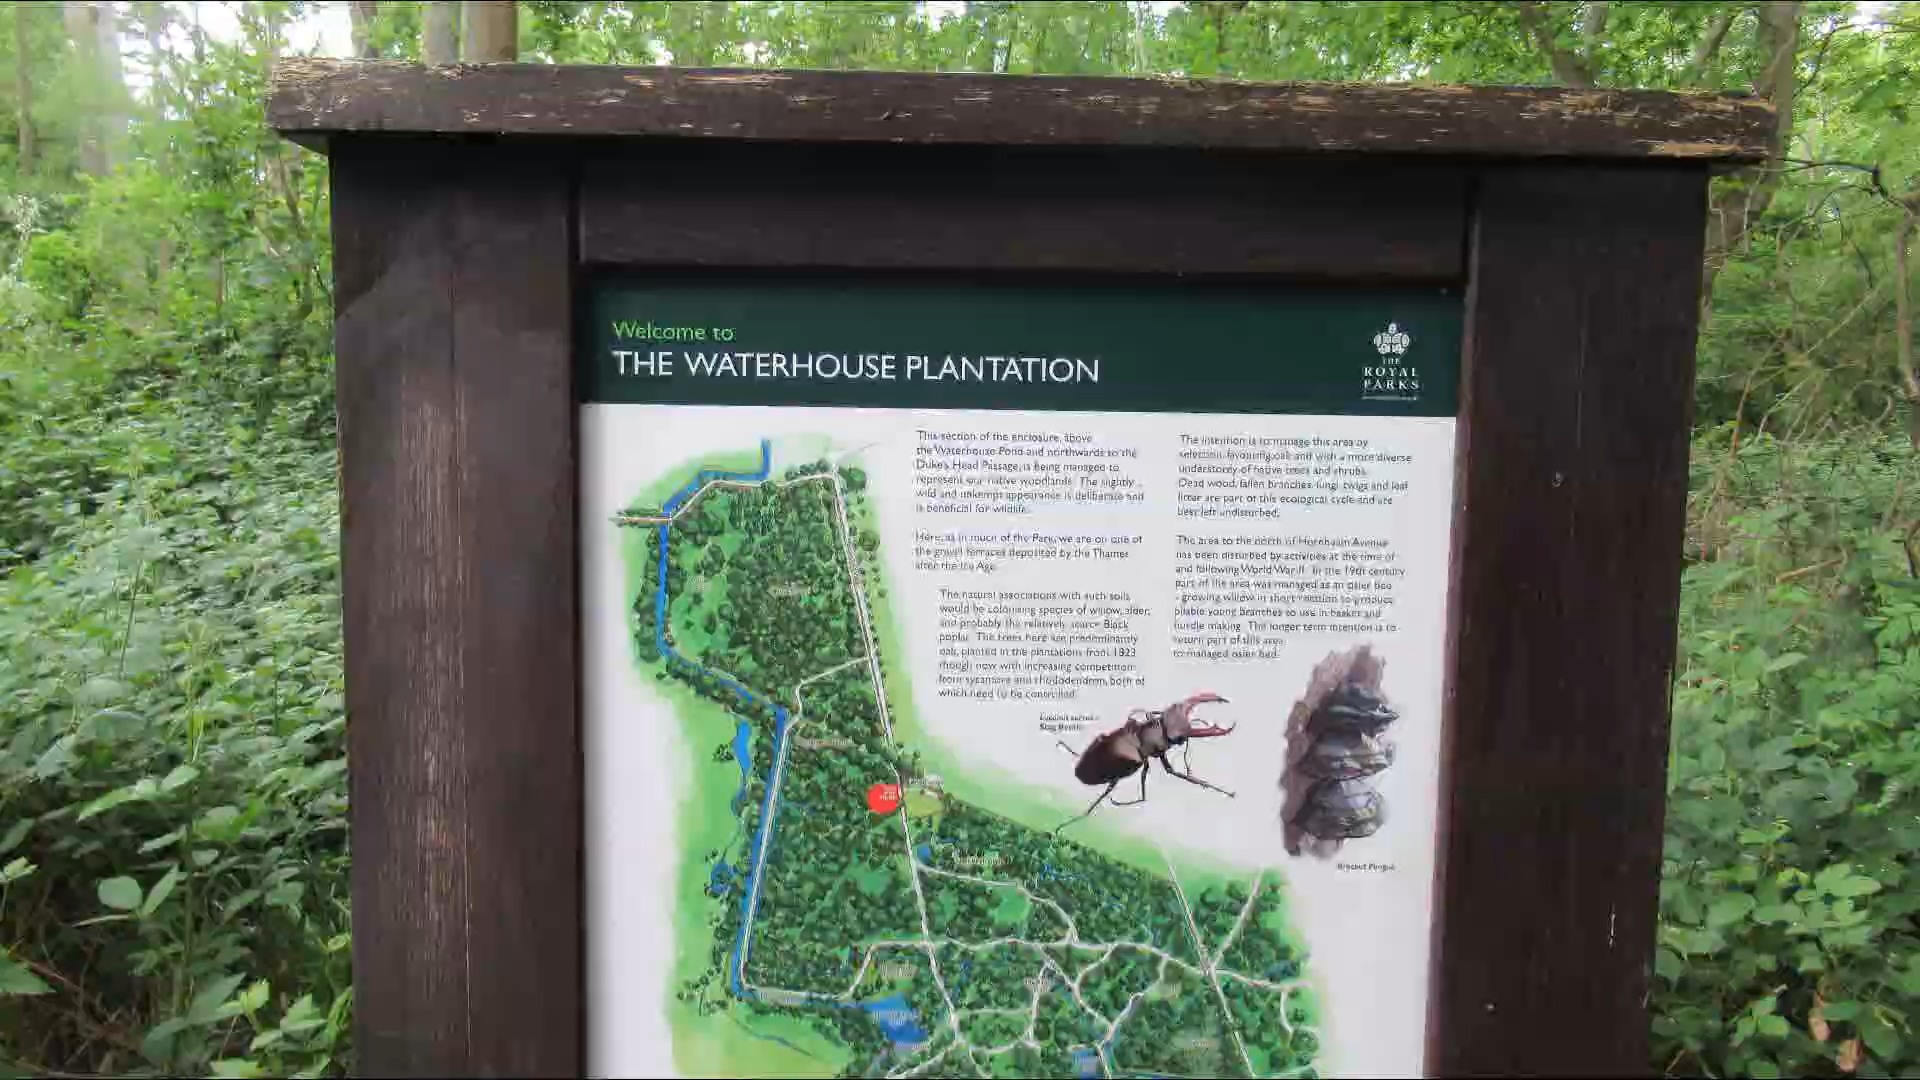 Welcome to
THE WATERHOUSE PLANTATION
THE
ROYAL
PARKS
This section of the enclosure, above
the Waterhouse Pond and northwards to the
Duke's Head Passage, is being managed to
represent our native woodlands. The slightly
wild and unkempt appearance is deliberate and
is beneficial for wildlife.
Here, as in much of the Park, we are on one of
the gravel terraces deposited by the Thames
after the Ice Age.
The natural associations with such soils
would be colonising species of willow, alder,
and probably the relatively scarce Black
poplar. The trees here are predominantly
oak, planted in the plantations from 1823
though now with increasing competition
from sycamore and rhododendron, both of
which need to be controlled.
The intention is to manage this area by
selection, favouring oak and with a more diverse
understorey of native trees and shrubs.
Dead wood, fallen branches, fungi, twigs and leaf
litter are part of this ecological cycle and are
best left undisturbed.
The area to the north of Hornbeam Avenue
has been disturbed by activities at the time of
and following World War II. In the 19th century
part of the area was managed as an osier bed
- growing willow in short rotation to produce
pliable young branches to use in basket and
hurdle making. The longer term intention is to
return part of this area
to managed osier bed.
Lucanus cervus -
Stag Beetle
Bracket Fungus